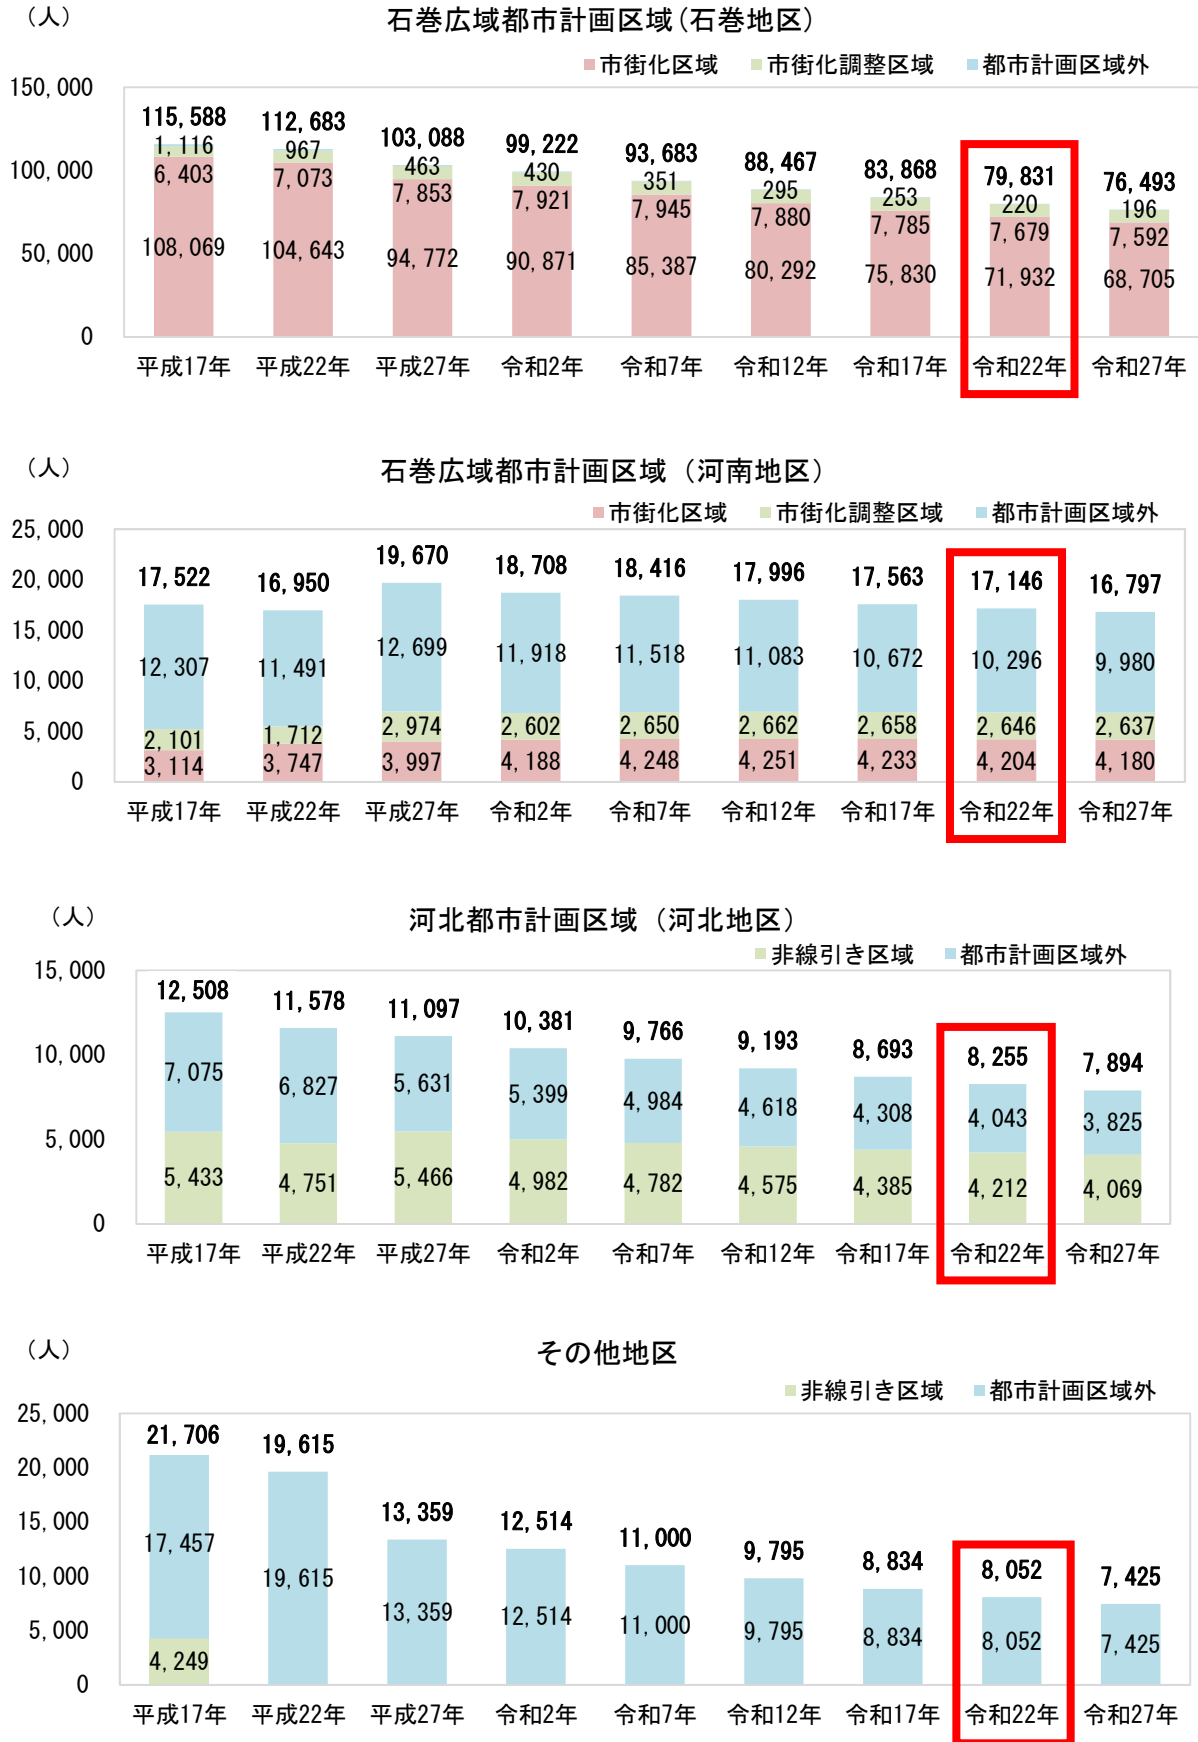 （人）
石巻広域都市計画区域(石巻地区)
市街化区域 市街化調整区域 都市計画区域外
150,000
100,000
50,000
0
115,588 112,683 103,088 99,222 93,683 88,467 83,868 79,831 76,493
1,116 967 463 430 351 295 253 220 196
6,403 7,073 7,853 7,921 7,945 7,880 7,785 7,679 7,592
108,069 104,643 94,772 90,871 85,387 80,292 75,830 71,932 68,705
平成17年 平成22年 平成27年 令和2年 令和7年 令和12年 令和17年 令和22年 令和27年
（人）
石巻広域都市計画区域（河南地区）
市街化区域 市街化調整区域 都市計画区域外
25,000
20,000
15,000
10,000
5,000
0
17,522 16,950 19,670 18,708 18,416 17,996 17,563 17,146 16,797
12,307 11,491 12,699 11,918 11,518 11,083 10,672 10,296 9,980
2,101 1,712 2,974 2,602 2,650 2,662 2,658 2,646 2,637
3,114 3,747 3,997 4,188 4,248 4,251 4,233 4,204 4,180
平成17年 平成22年 平成27年 令和2年 令和7年 令和12年 令和17年 令和22年 令和27年
（人）
河北都市計画区域（河北地区）
非線引き区域 都市計画区域外
15,000
10,000
5,000
0
12,508 11,578 11,097 10,381 9,766 9,193 8,693 8,255 7,894
7,075 6,827 5,631 5,399 4,984 4,618 4,308 4,043 3,825
5,433 4,751 5,466 4,982 4,782 4,575 4,385 4,212 4,069
平成17年 平成22年 平成27年 令和2年 令和7年 令和12年 令和17年 令和22年 令和27年
（人）
その他地区
非線引き区域 都市計画区域外
25,000
20,000
15,000
10,000
5,000
0
21,706 19,615 13,359 12,514 11,000 9,795 8,834 8,052 7,425
17,457 19,615 13,359 12,514 11,000 9,795 8,834 8,052 7,425
4,249
平成17年 平成22年 平成27年 令和2年 令和7年 令和12年 令和17年 令和22年 令和27年